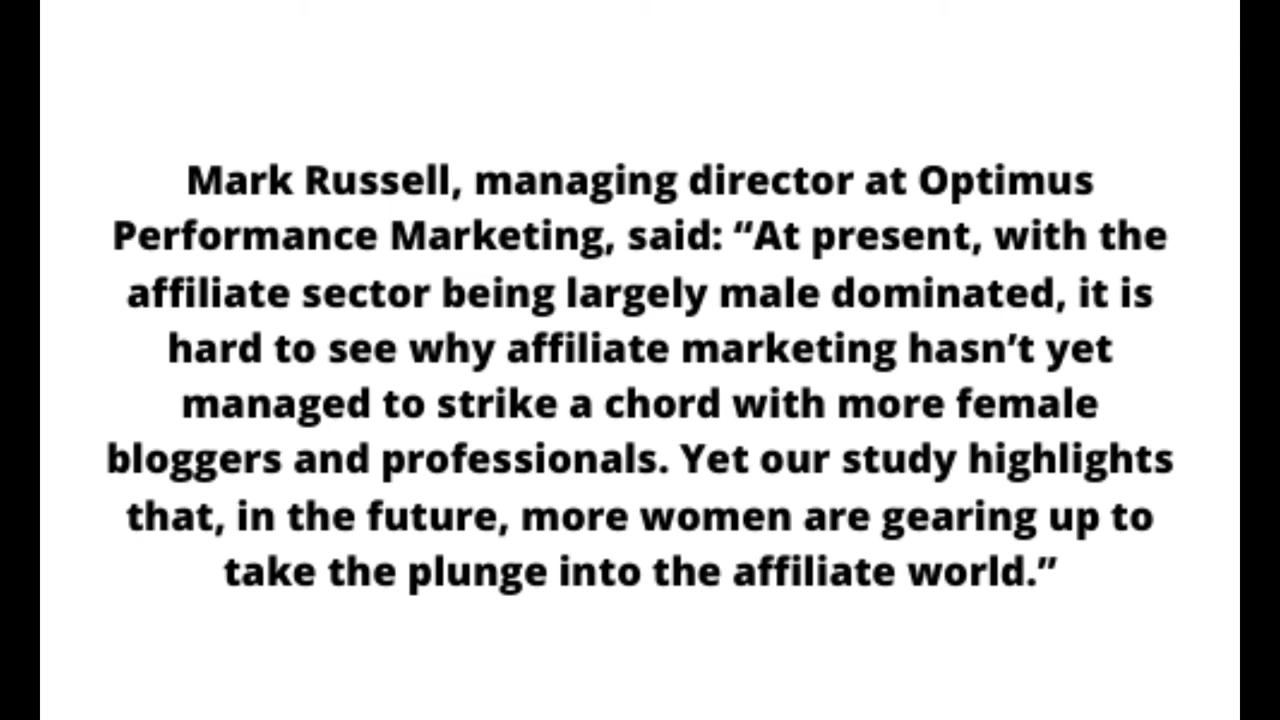 Mark Russell, managing director at Optimus
Performance Marketing, said: “At present, with the
affiliate sector being largely male dominated, it is
hard to see why affiliate marketing hasn’t yet
managed to strike a chord with more female
bloggers and professionals. Yet our study highlights
that, in the future, more women are gearing up to
take the plunge into the affiliate world.”